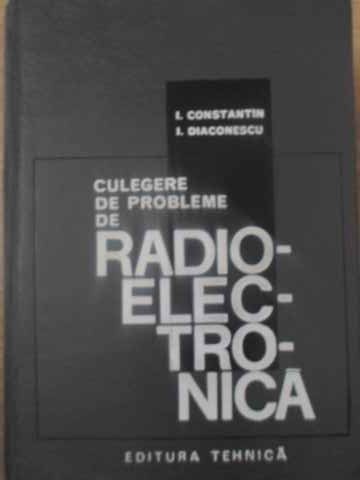 I. CONSTANTIN
I. DIACONESCU
CULEGERE
DE PROBLEME
DE
RADIO-
ELEC-
TRO-
NICĂ
EDITURA TEHNICĂ